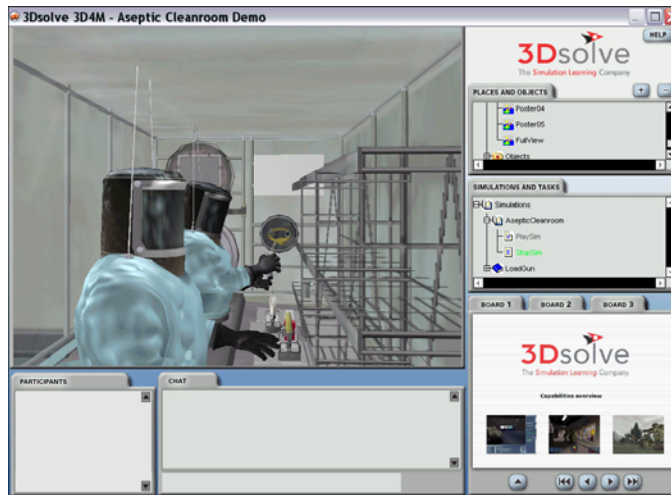 3Dsolve 3D4M - Aseptic Cleanroom Demo
HELP
3Dsolve
The Simulation Learning Company
PLACES AND OBJECTS
Poster04
Poster05
FullView
Objects
SIMULATIONS AND TASKS
Simulations
AsepticCleanroom
PlaySim
StopSim
LoadGun
BOARD 1
BOARD 2
BOARD 3
3Dsolve
The Simulation Learning Company
Capabilities overview
PARTICIPANTS
CHAT